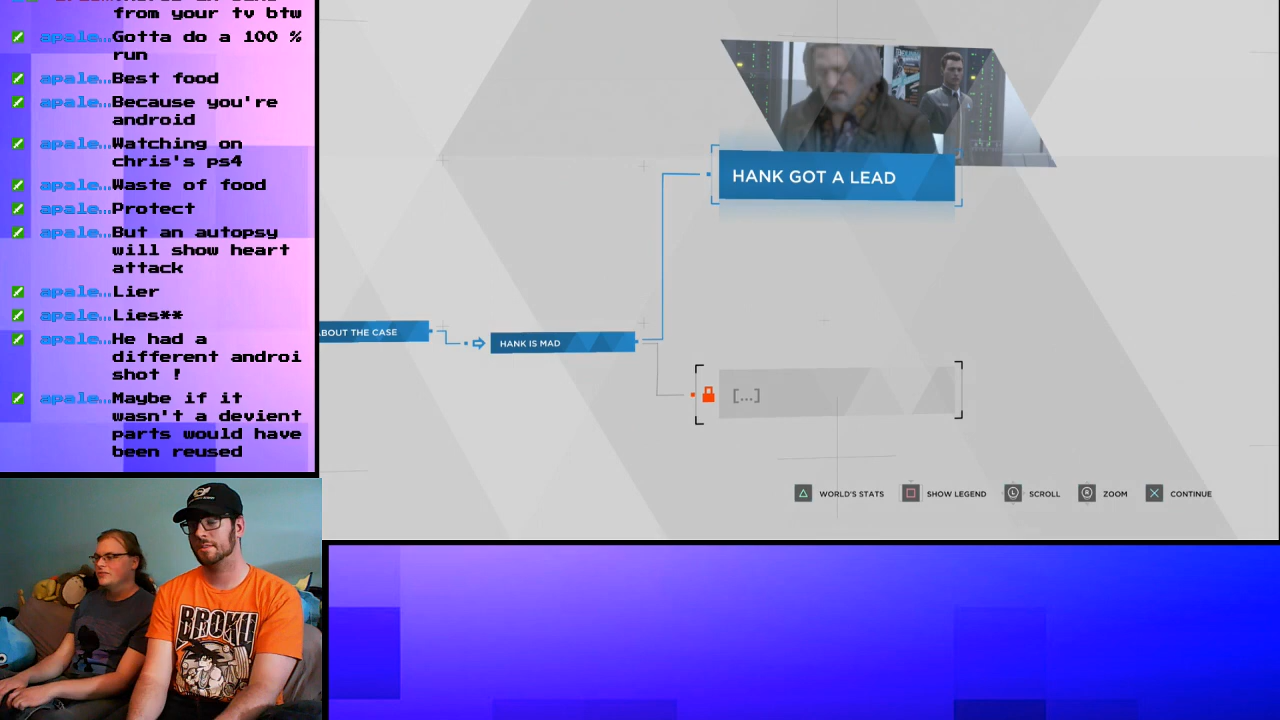 from your tv btw
apale…Gotta do a 100 %
run
apale…Best food
apale…Because you're
android
apale…Watching on
chris's ps4
apale…Waste of food
apale…Protect
apale…But an autopsy
will show heart
attack
apale…Lier
apale…Lies**
apale…He had a
different androi
shot !
apale…Maybe if it
wasn't a devient
parts would have
been reused
HANK GOT A LEAD
ABOUT THE CASE
HANK IS MAD
[...]
WORLD'S STATS
SHOW LEGEND
L SCROLL
R ZOOM
CONTINUE
BROKU